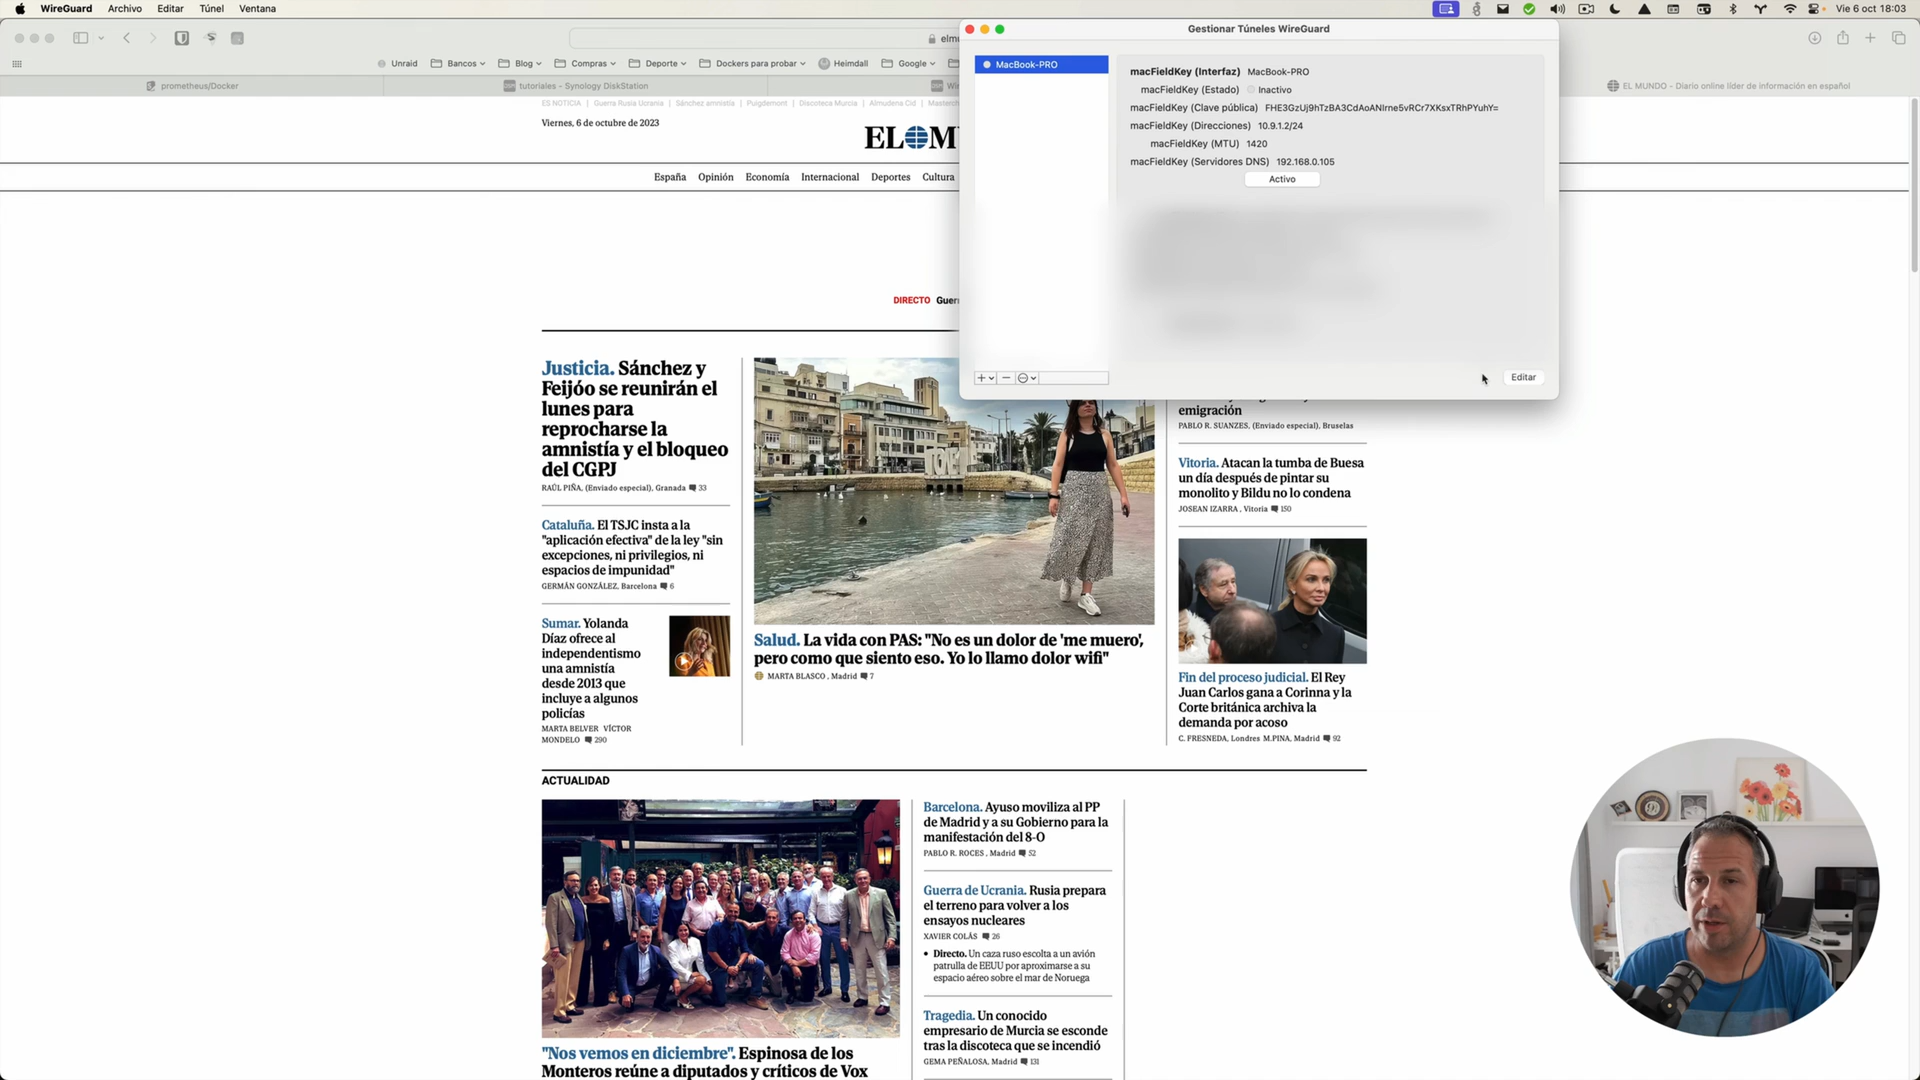 WireGuard Archivo Editar Túnel Ventana
Vie 6 oct 18:03
elmu
Unraid Bancos Blog Compras Deporte Dockers para probar Heimdall Google
prometheus/Docker
tutoriales - Synology DiskStation
EL MUNDO - Diario online líder de información en español
ES NOTICIA | Guerra Rusia Ucrania | Sánchez amnistía | Puigdemont | Discoteca Murcia | Almudena Cid |
Viernes, 6 de octubre de 2023
España Opinión Economía Internacional Deportes Cultura
DIRECTO
Gestionar Túneles WireGuard
MacBook-PRO
macFieldKey (Interfaz) MacBook-PRO
macFieldKey (Estado) Inactivo
macFieldKey (Clave pública) FHE3GzUj9hTzBA3CdAoANIrne5vRCr7XKsxTRhPYuhY=
macFieldKey (Direcciones) 10.9.1.2/24
macFieldKey (MTU) 1420
macFieldKey (Servidores DNS) 192.168.0.105
Activo
Editar
Justicia. Sánchez y
Feijóo se reunirán el
lunes para
reprocharse la
amnistía y el bloqueo
del CGPJ
RAÚL PIÑA, (Enviado especial), Granada 33
Cataluña. El TSJC insta a la
"aplicación efectiva" de la ley "sin
excepciones, ni privilegios, ni
espacios de impunidad"
GERMÁN GONZÁLEZ, Barcelona 6
Sumar. Yolanda
Díaz ofrece al
independentismo
una amnistía
desde 2013 que
incluye a algunos
policías
MARTA BELVER VÍCTOR
MONDELO 290
Salud. La vida con PAS: "No es un dolor de 'me muero',
pero como que siento eso. Yo lo llamo dolor wifi"
MARTA BLASCO , Madrid 7
emigración
PABLO R. SUANZES, (Enviado especial), Bruselas
Vitoria. Atacan la tumba de Buesa
un día después de pintar su
monolito y Bildu no lo condena
JOSEAN IZARRA , Vitoria 150
Fin del proceso judicial. El Rey
Juan Carlos gana a Corinna y la
Corte británica archiva la
demanda por acoso
C. FRESNEDA, Londres M.PINA, Madrid 92
ACTUALIDAD
"Nos vemos en diciembre". Espinosa de los
Monteros reúne a diputados y críticos de Vox
Barcelona. Ayuso moviliza al PP
de Madrid y a su Gobierno para la
manifestación del 8-O
PABLO R. ROCES , Madrid 52
Guerra de Ucrania. Rusia prepara
el terreno para volver a los
ensayos nucleares
XAVIER COLÁS 26
Directo. Un caza ruso escolta a un avión
patrulla de EEUU por aproximarse a su
espacio aéreo sobre el mar de Noruega
Tragedia. Un conocido
empresario de Murcia se esconde
tras la discoteca que se incendió
GEMA PEÑALOSA, Madrid 131